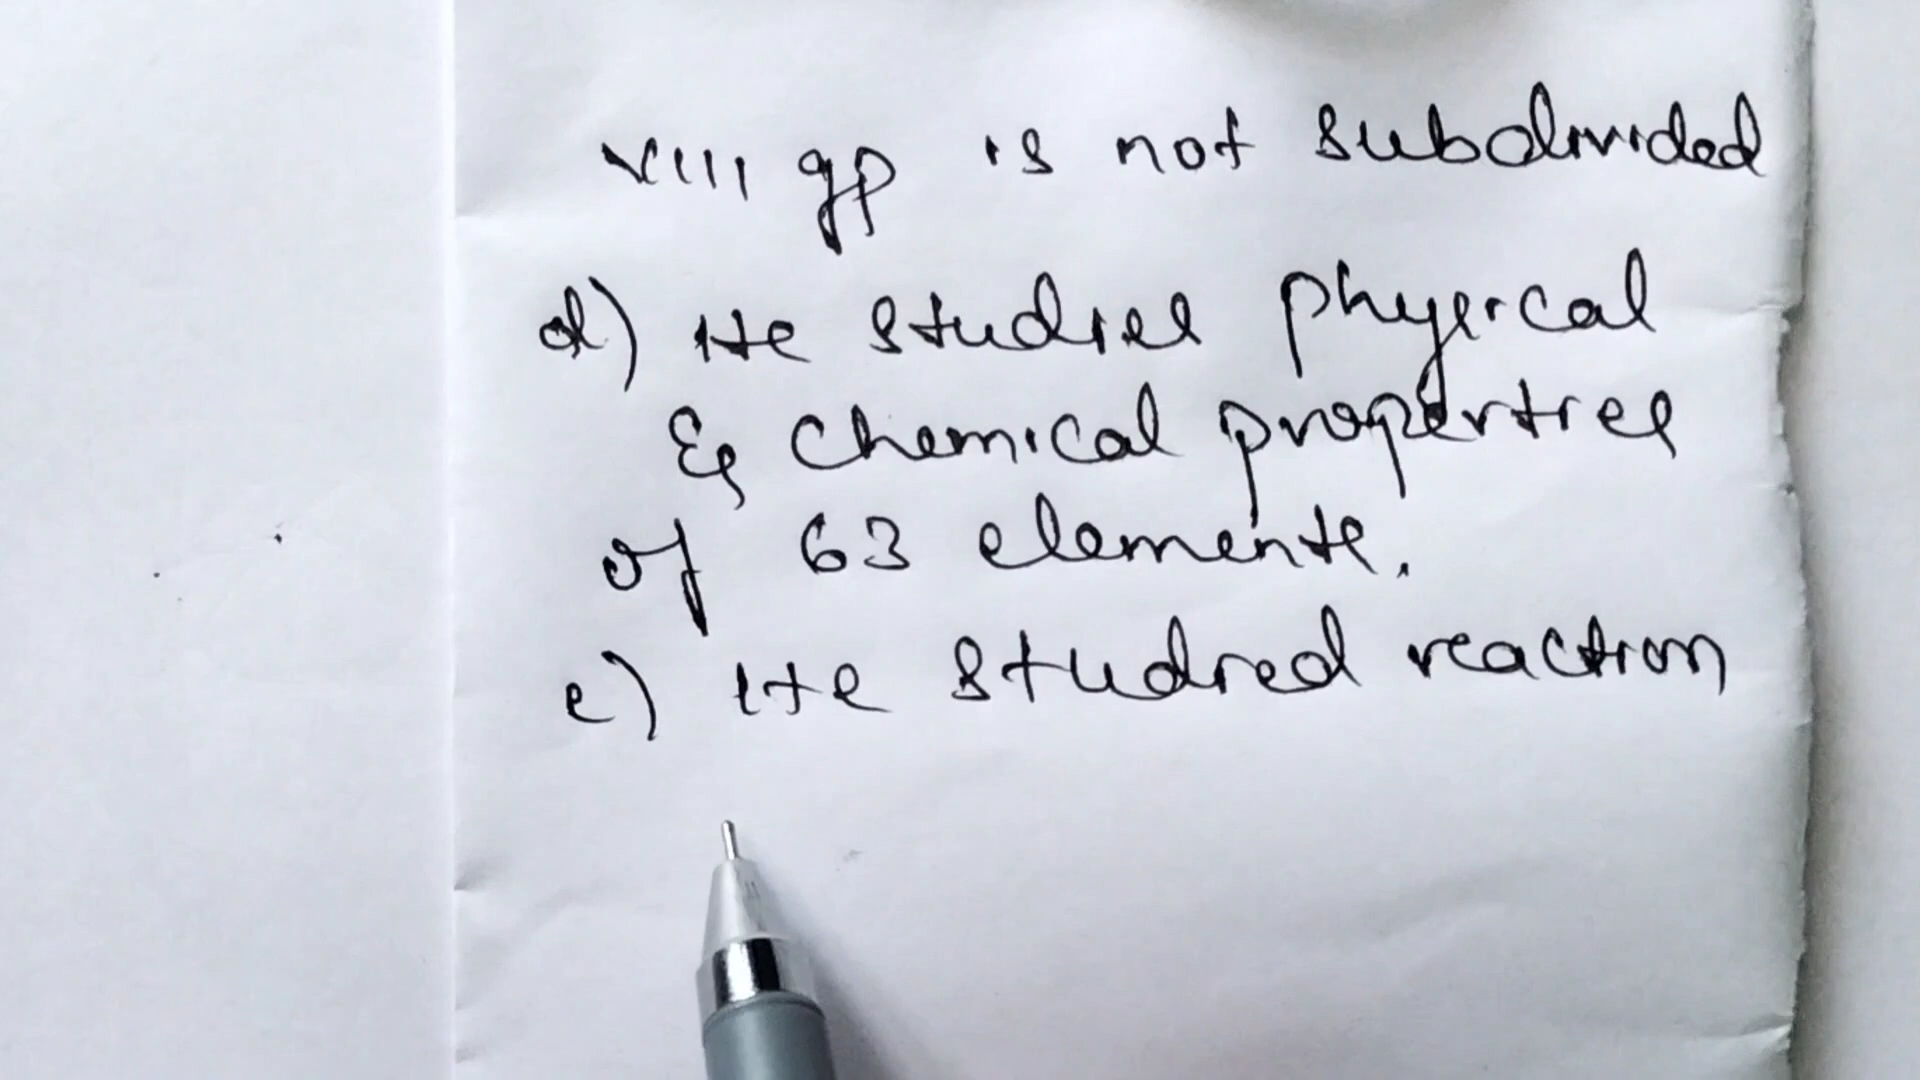 VIII gp is not subdivided
d) He studies physical
& chemical properties
of 63 elements.
e) He studied reaction